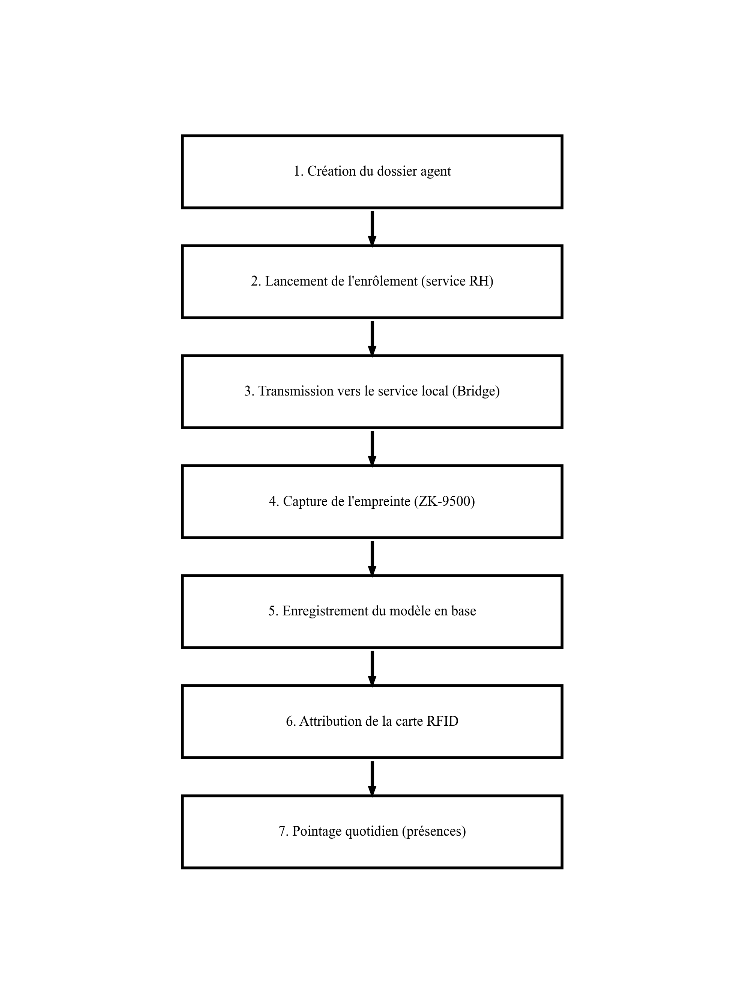 1. Création du dossier agent
2. Lancement de l'enrôlement (service RH)
3. Transmission vers le service local (Bridge)
4. Capture de l'empreinte (ZK-9500)
5. Enregistrement du modèle en base
6. Attribution de la carte RFID
7. Pointage quotidien (présences)